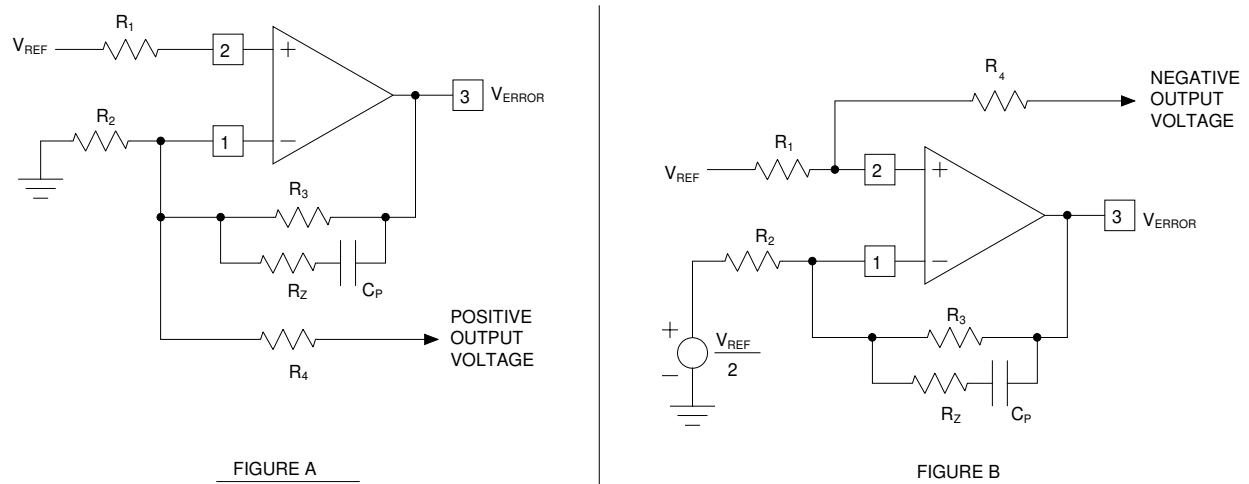 R1
VREF
2
+
3
VERROR
R2
1
−
R3
RZ
CP
POSITIVE
OUTPUT
VOLTAGE
R4
FIGURE A
R4
NEGATIVE
OUTPUT
VOLTAGE
R1
VREF
2
+
3
VERROR
R2
1
−
R3
+
VREF
2
−
RZ
CP
FIGURE B